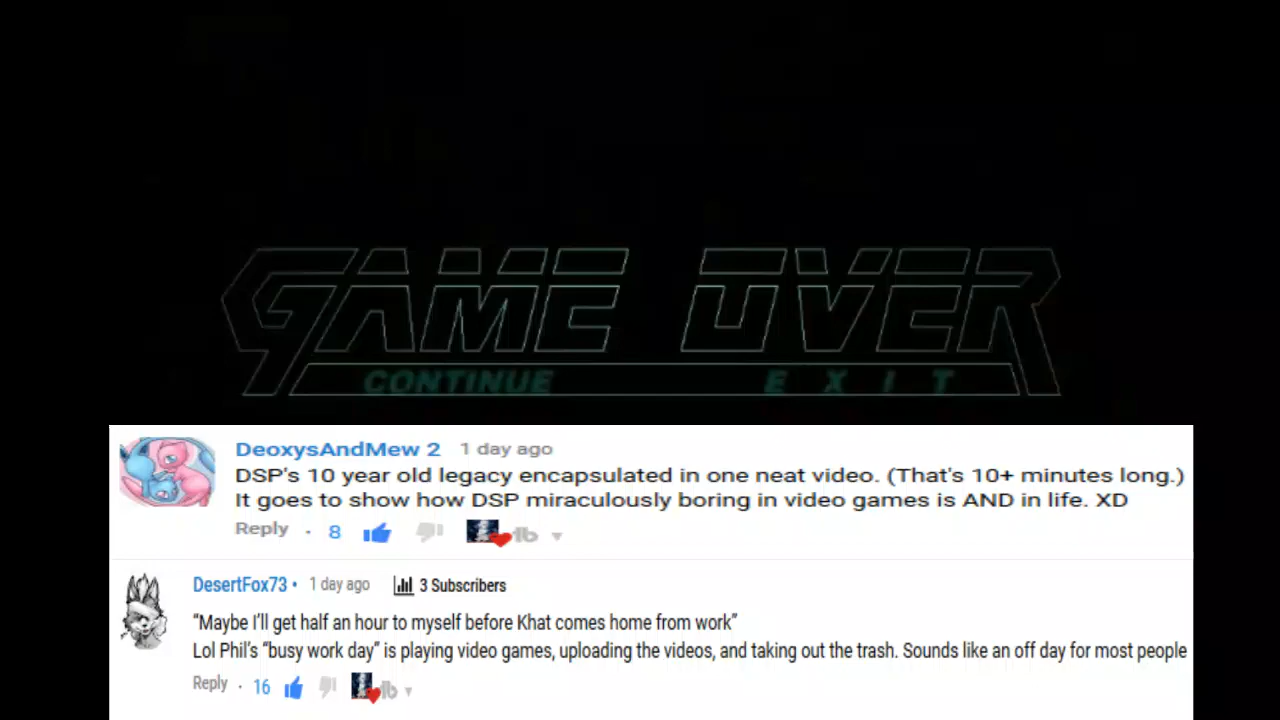 GAME OVER
CONTINUE EXIT
DeoxysAndMew 2 1 day ago
DSP's 10 year old legacy encapsulated in one neat video. (That's 10+ minutes long.)
It goes to show how DSP miraculously boring in video games is AND in life. XD
Reply · 8
DesertFox73 • 1 day ago 3 Subscribers
“Maybe I’ll get half an hour to myself before Khat comes home from work”
Lol Phil’s “busy work day” is playing video games, uploading the videos, and taking out the trash. Sounds like an off day for most people
Reply · 16